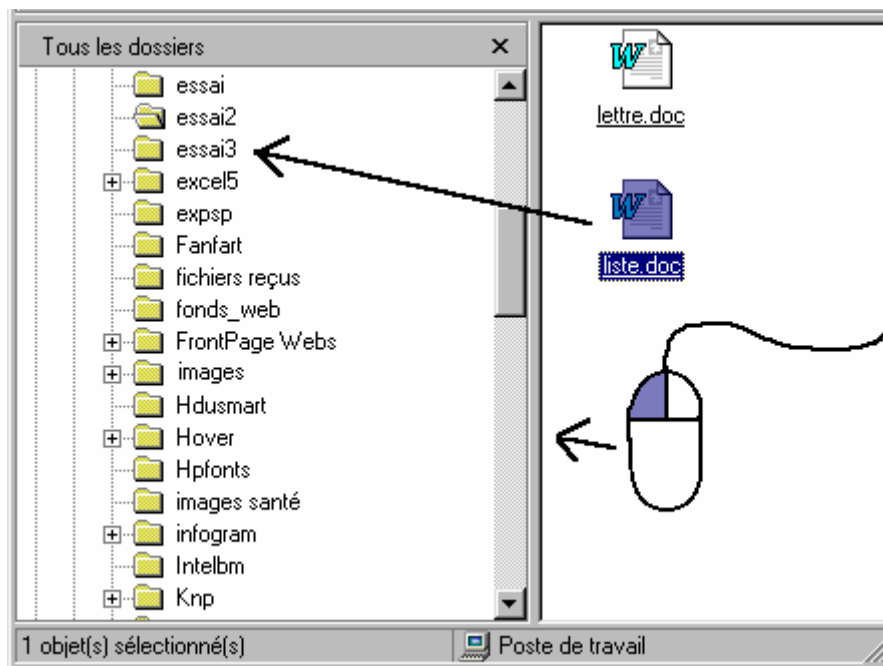 Tous les dossiers
essai
essai2
essai3
excel5
expsp
Fanfart
fichiers reçus
fonds_web
FrontPage Webs
images
Hdusmart
Hover
Hpfonts
images santé
infogram
Intelbm
Knp
lettre.doc
liste.doc
1 objet(s) sélectionné(s)
Poste de travail